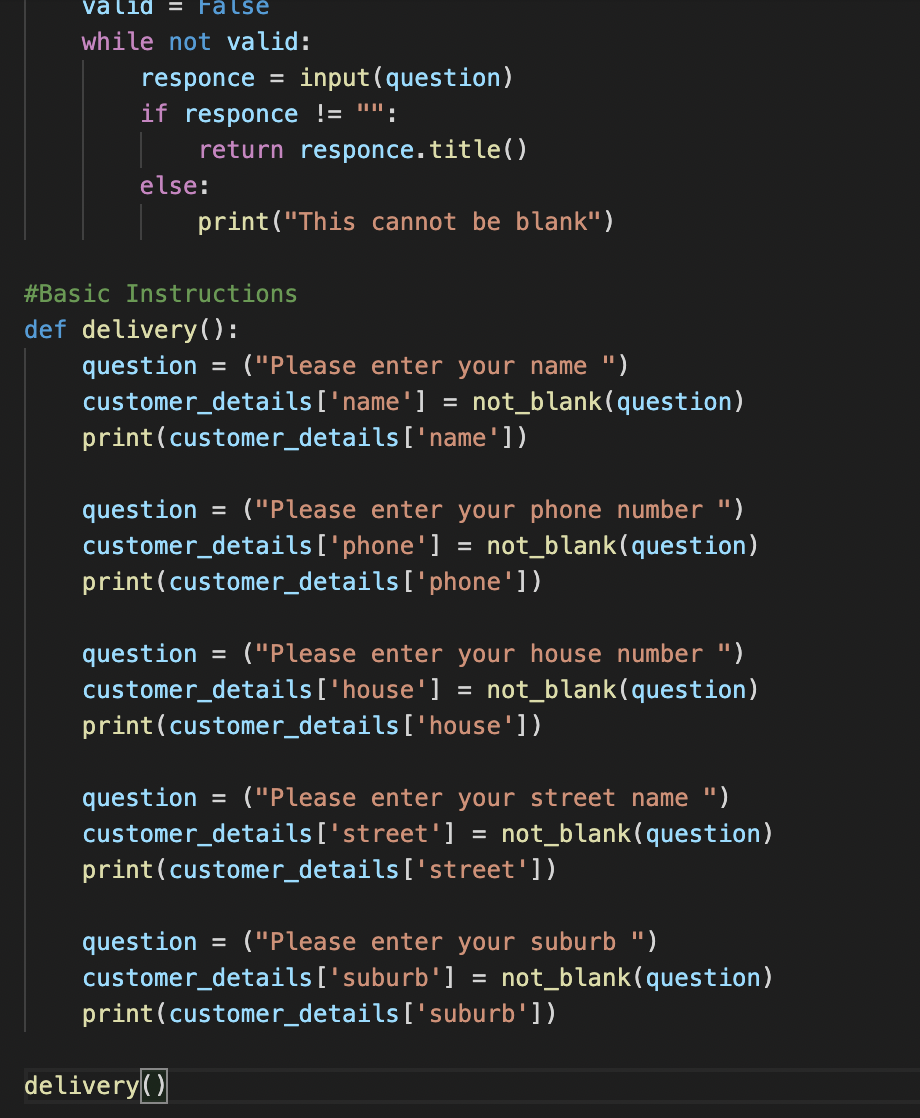 valid = False
    while not valid:
        responce = input(question)
        if responce != "":
            return responce.title()
        else:
            print("This cannot be blank")

#Basic Instructions
def delivery():
    question = ("Please enter your name ")
    customer_details['name'] = not_blank(question)
    print(customer_details['name'])

    question = ("Please enter your phone number ")
    customer_details['phone'] = not_blank(question)
    print(customer_details['phone'])

    question = ("Please enter your house number ")
    customer_details['house'] = not_blank(question)
    print(customer_details['house'])

    question = ("Please enter your street name ")
    customer_details['street'] = not_blank(question)
    print(customer_details['street'])

    question = ("Please enter your suburb ")
    customer_details['suburb'] = not_blank(question)
    print(customer_details['suburb'])

delivery()